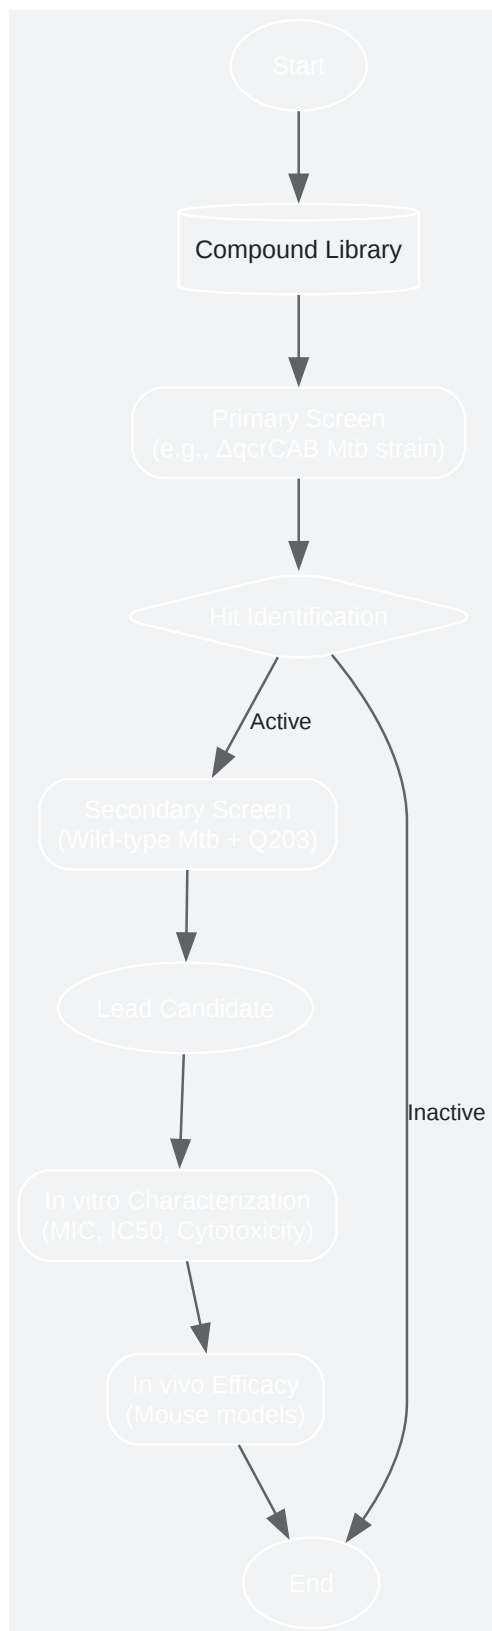 Start
Compound Library
Primary Screen
(e.g., ΔqcrCAB Mtb strain)
Hit Identification
Active
Secondary Screen
(Wild-type Mtb + Q203)
Lead Candidate
Inactive
In vitro Characterization
(MIC, IC50, Cytotoxicity)
In vivo Efficacy
(Mouse models)
End